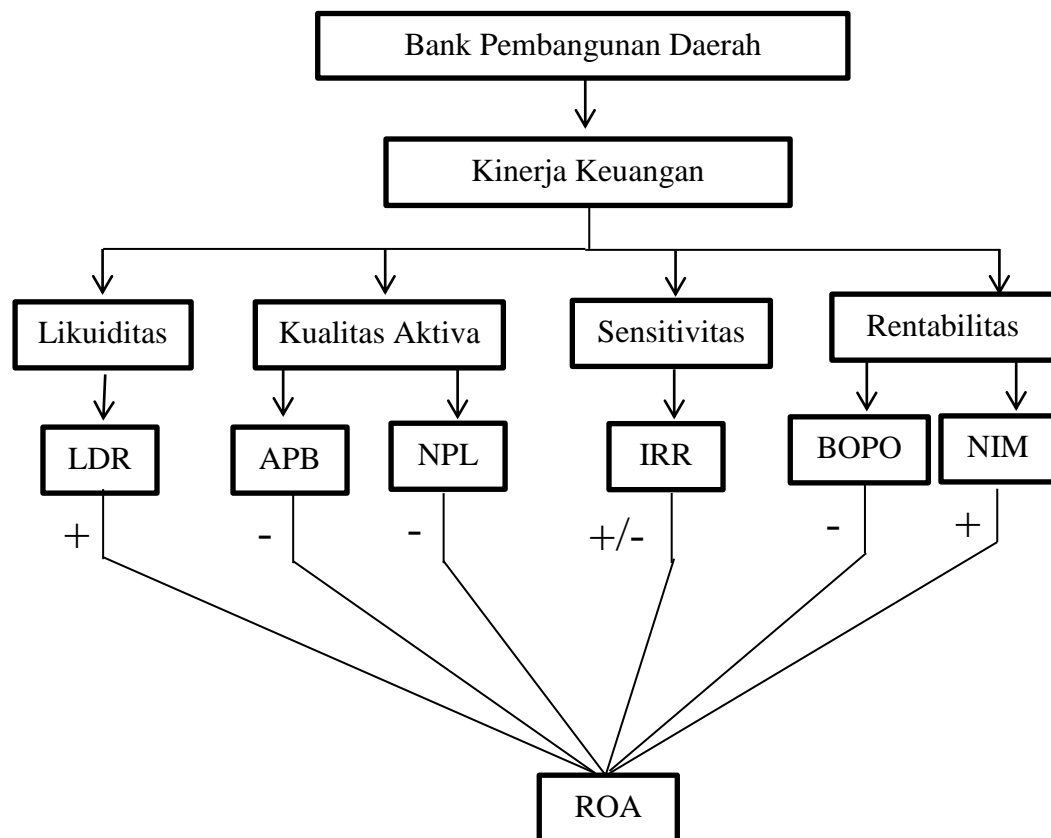 Bank Pembangunan Daerah
Kinerja Keuangan
Likuiditas
Kualitas Aktiva
Sensitivitas
Rentabilitas
LDR
APB
NPL
IRR
BOPO
NIM
+
-
-
+/-
-
+
ROA